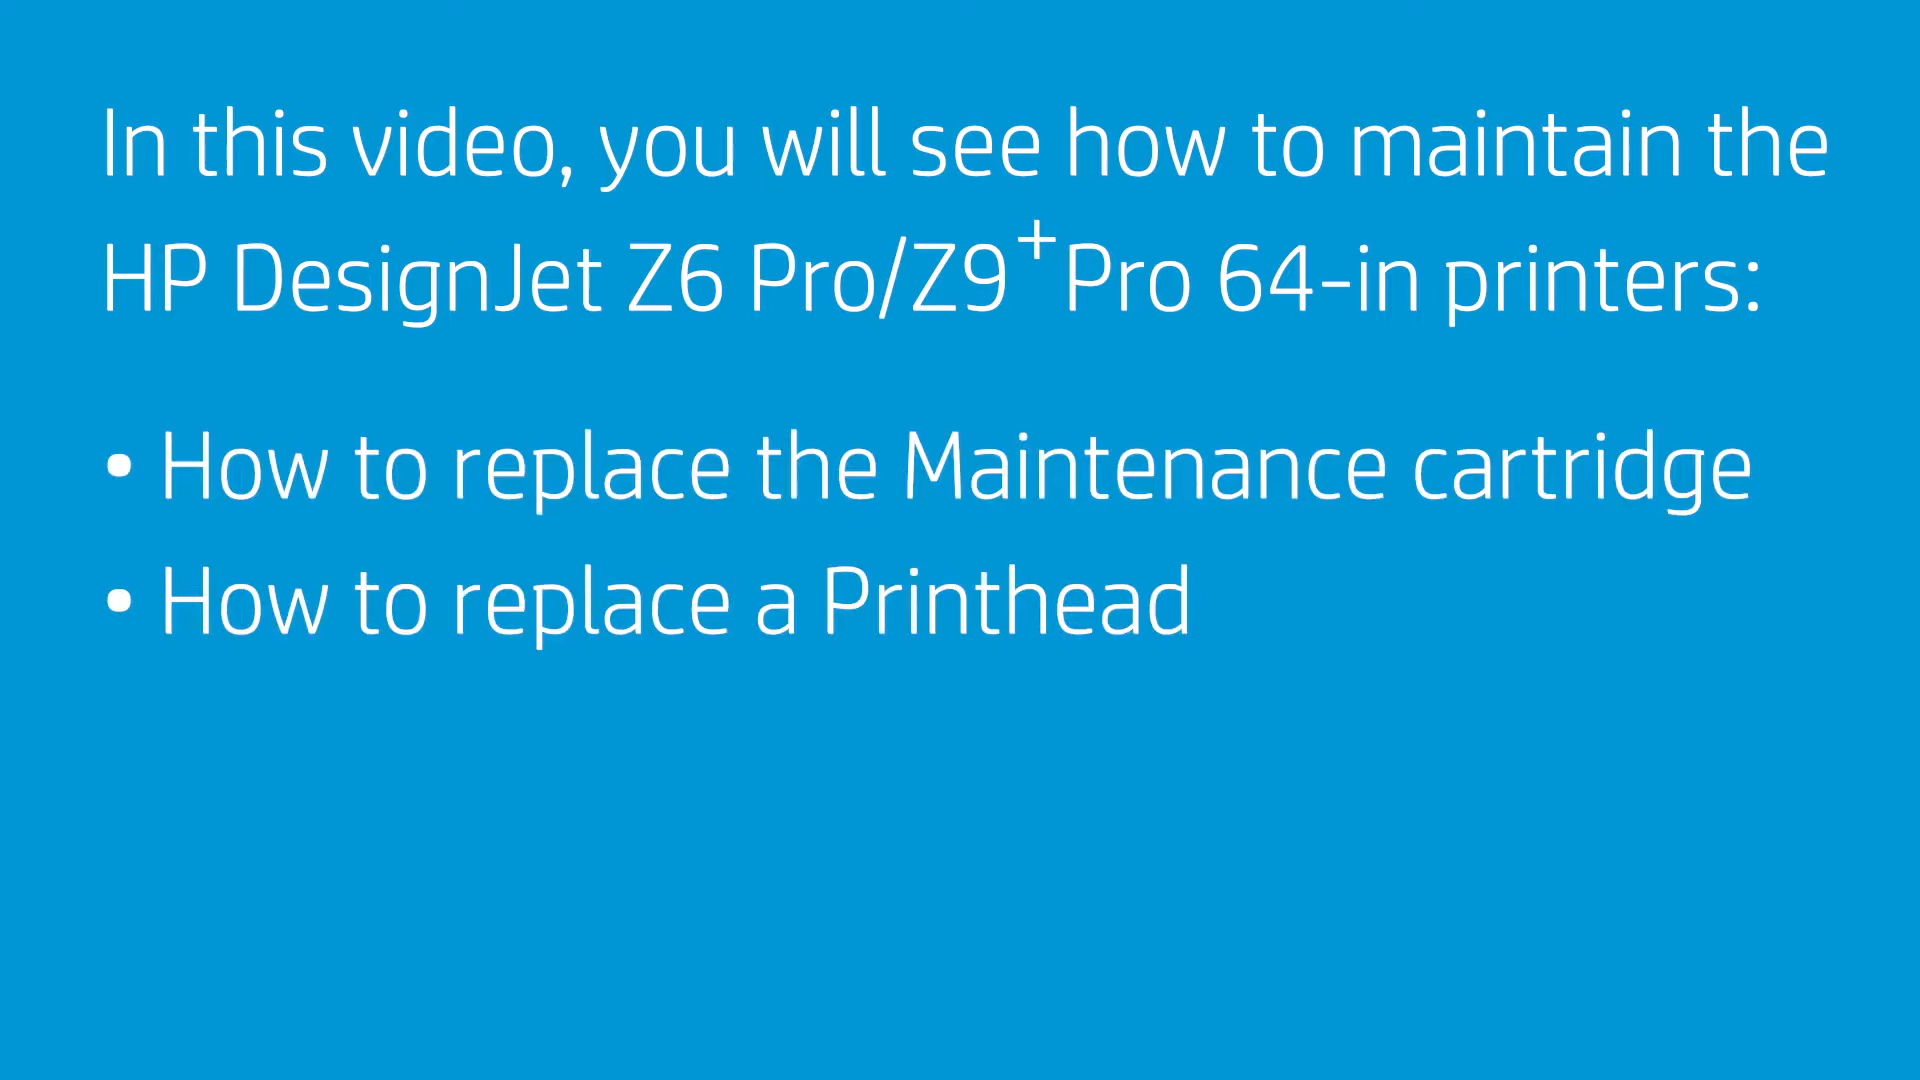 In this video, you will see how to maintain the
HP DesignJet Z6 Pro/Z9⁺Pro 64-in printers:
• How to replace the Maintenance cartridge
• How to replace a Printhead